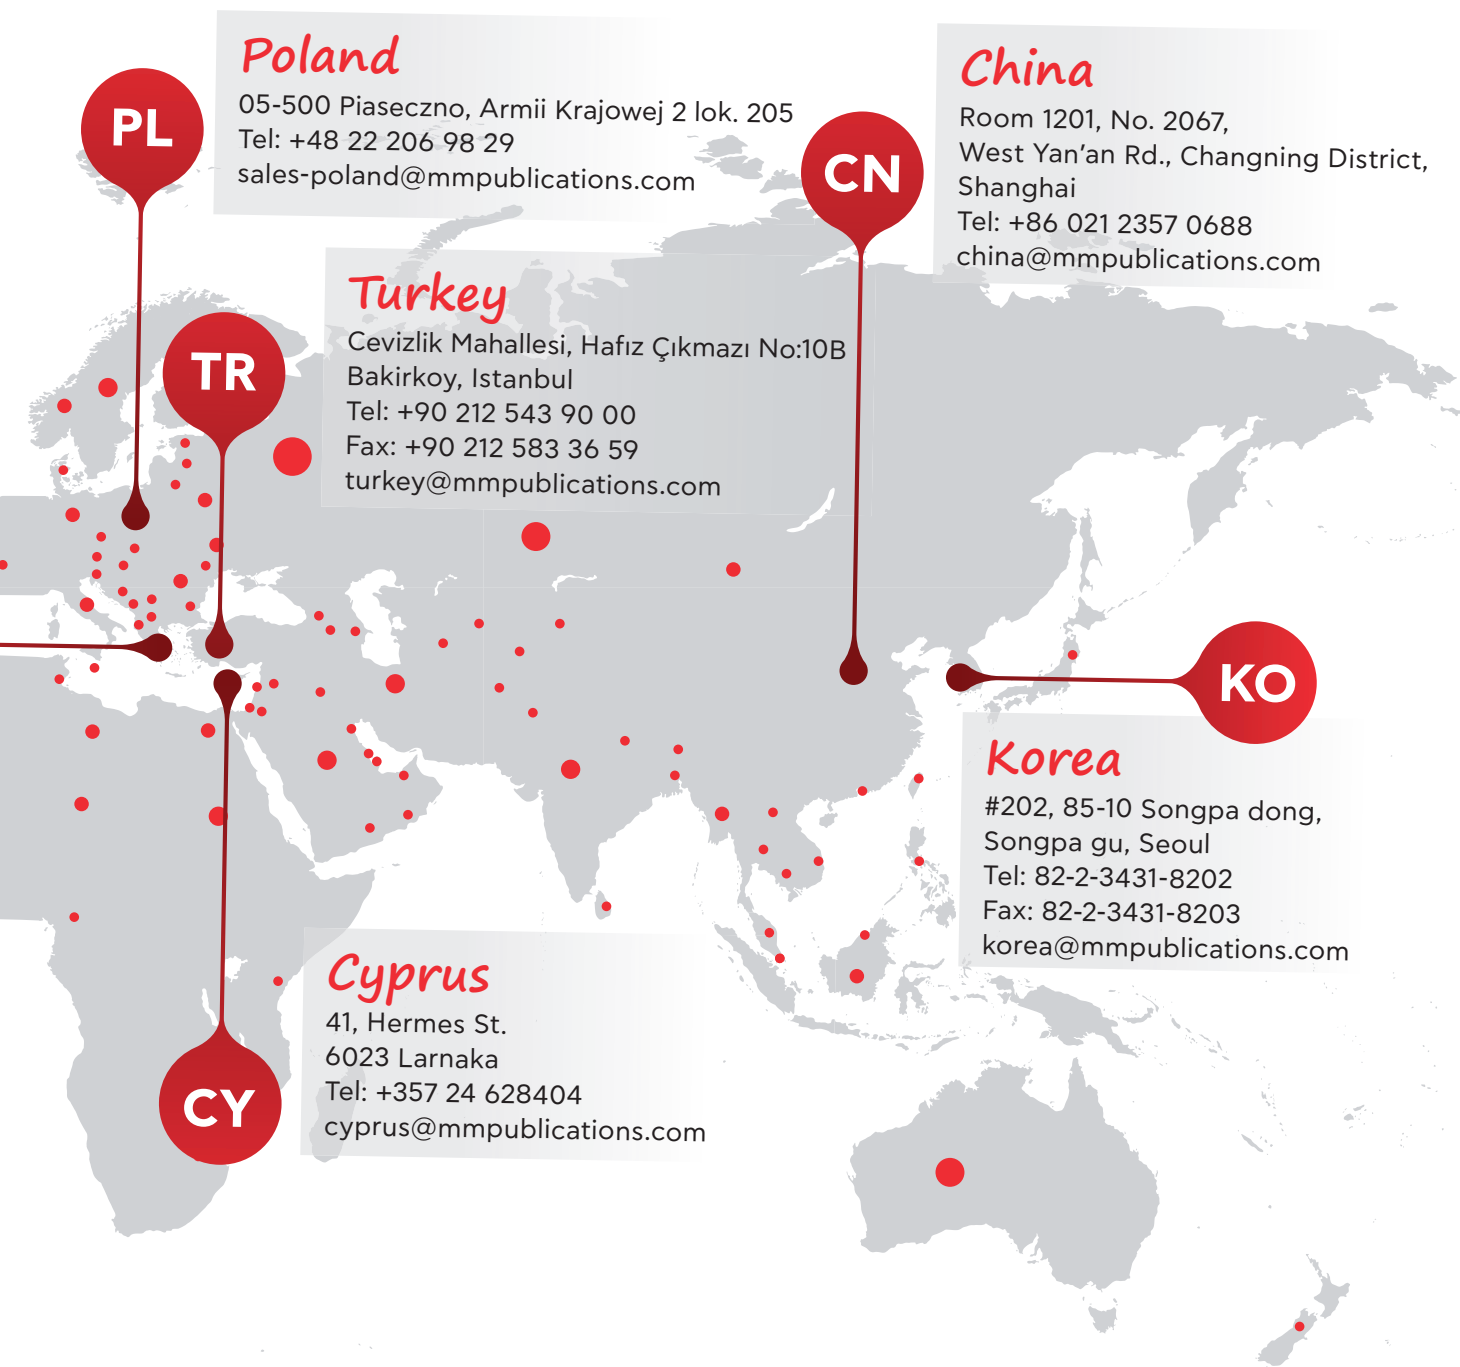 PL
Poland
05-500 Piaseczno, Armii Krajowej 2 lok. 205
Tel: +48 22 206 98 29
sales-poland@mmpublications.com
CN
China
Room 1201, No. 2067,
West Yan'an Rd., Changning District,
Shanghai
Tel: +86 021 2357 0688
china@mmpublications.com
TR
Turkey
Cevizlik Mahallesi, Hafız Çıkmazı No:10B
Bakirkoy, Istanbul
Tel: +90 212 543 90 00
Fax: +90 212 583 36 59
turkey@mmpublications.com
KO
Korea
#202, 85-10 Songpa dong,
Songpa gu, Seoul
Tel: 82-2-3431-8202
Fax: 82-2-3431-8203
korea@mmpublications.com
CY
Cyprus
41, Hermes St.
6023 Larnaka
Tel: +357 24 628404
cyprus@mmpublications.com